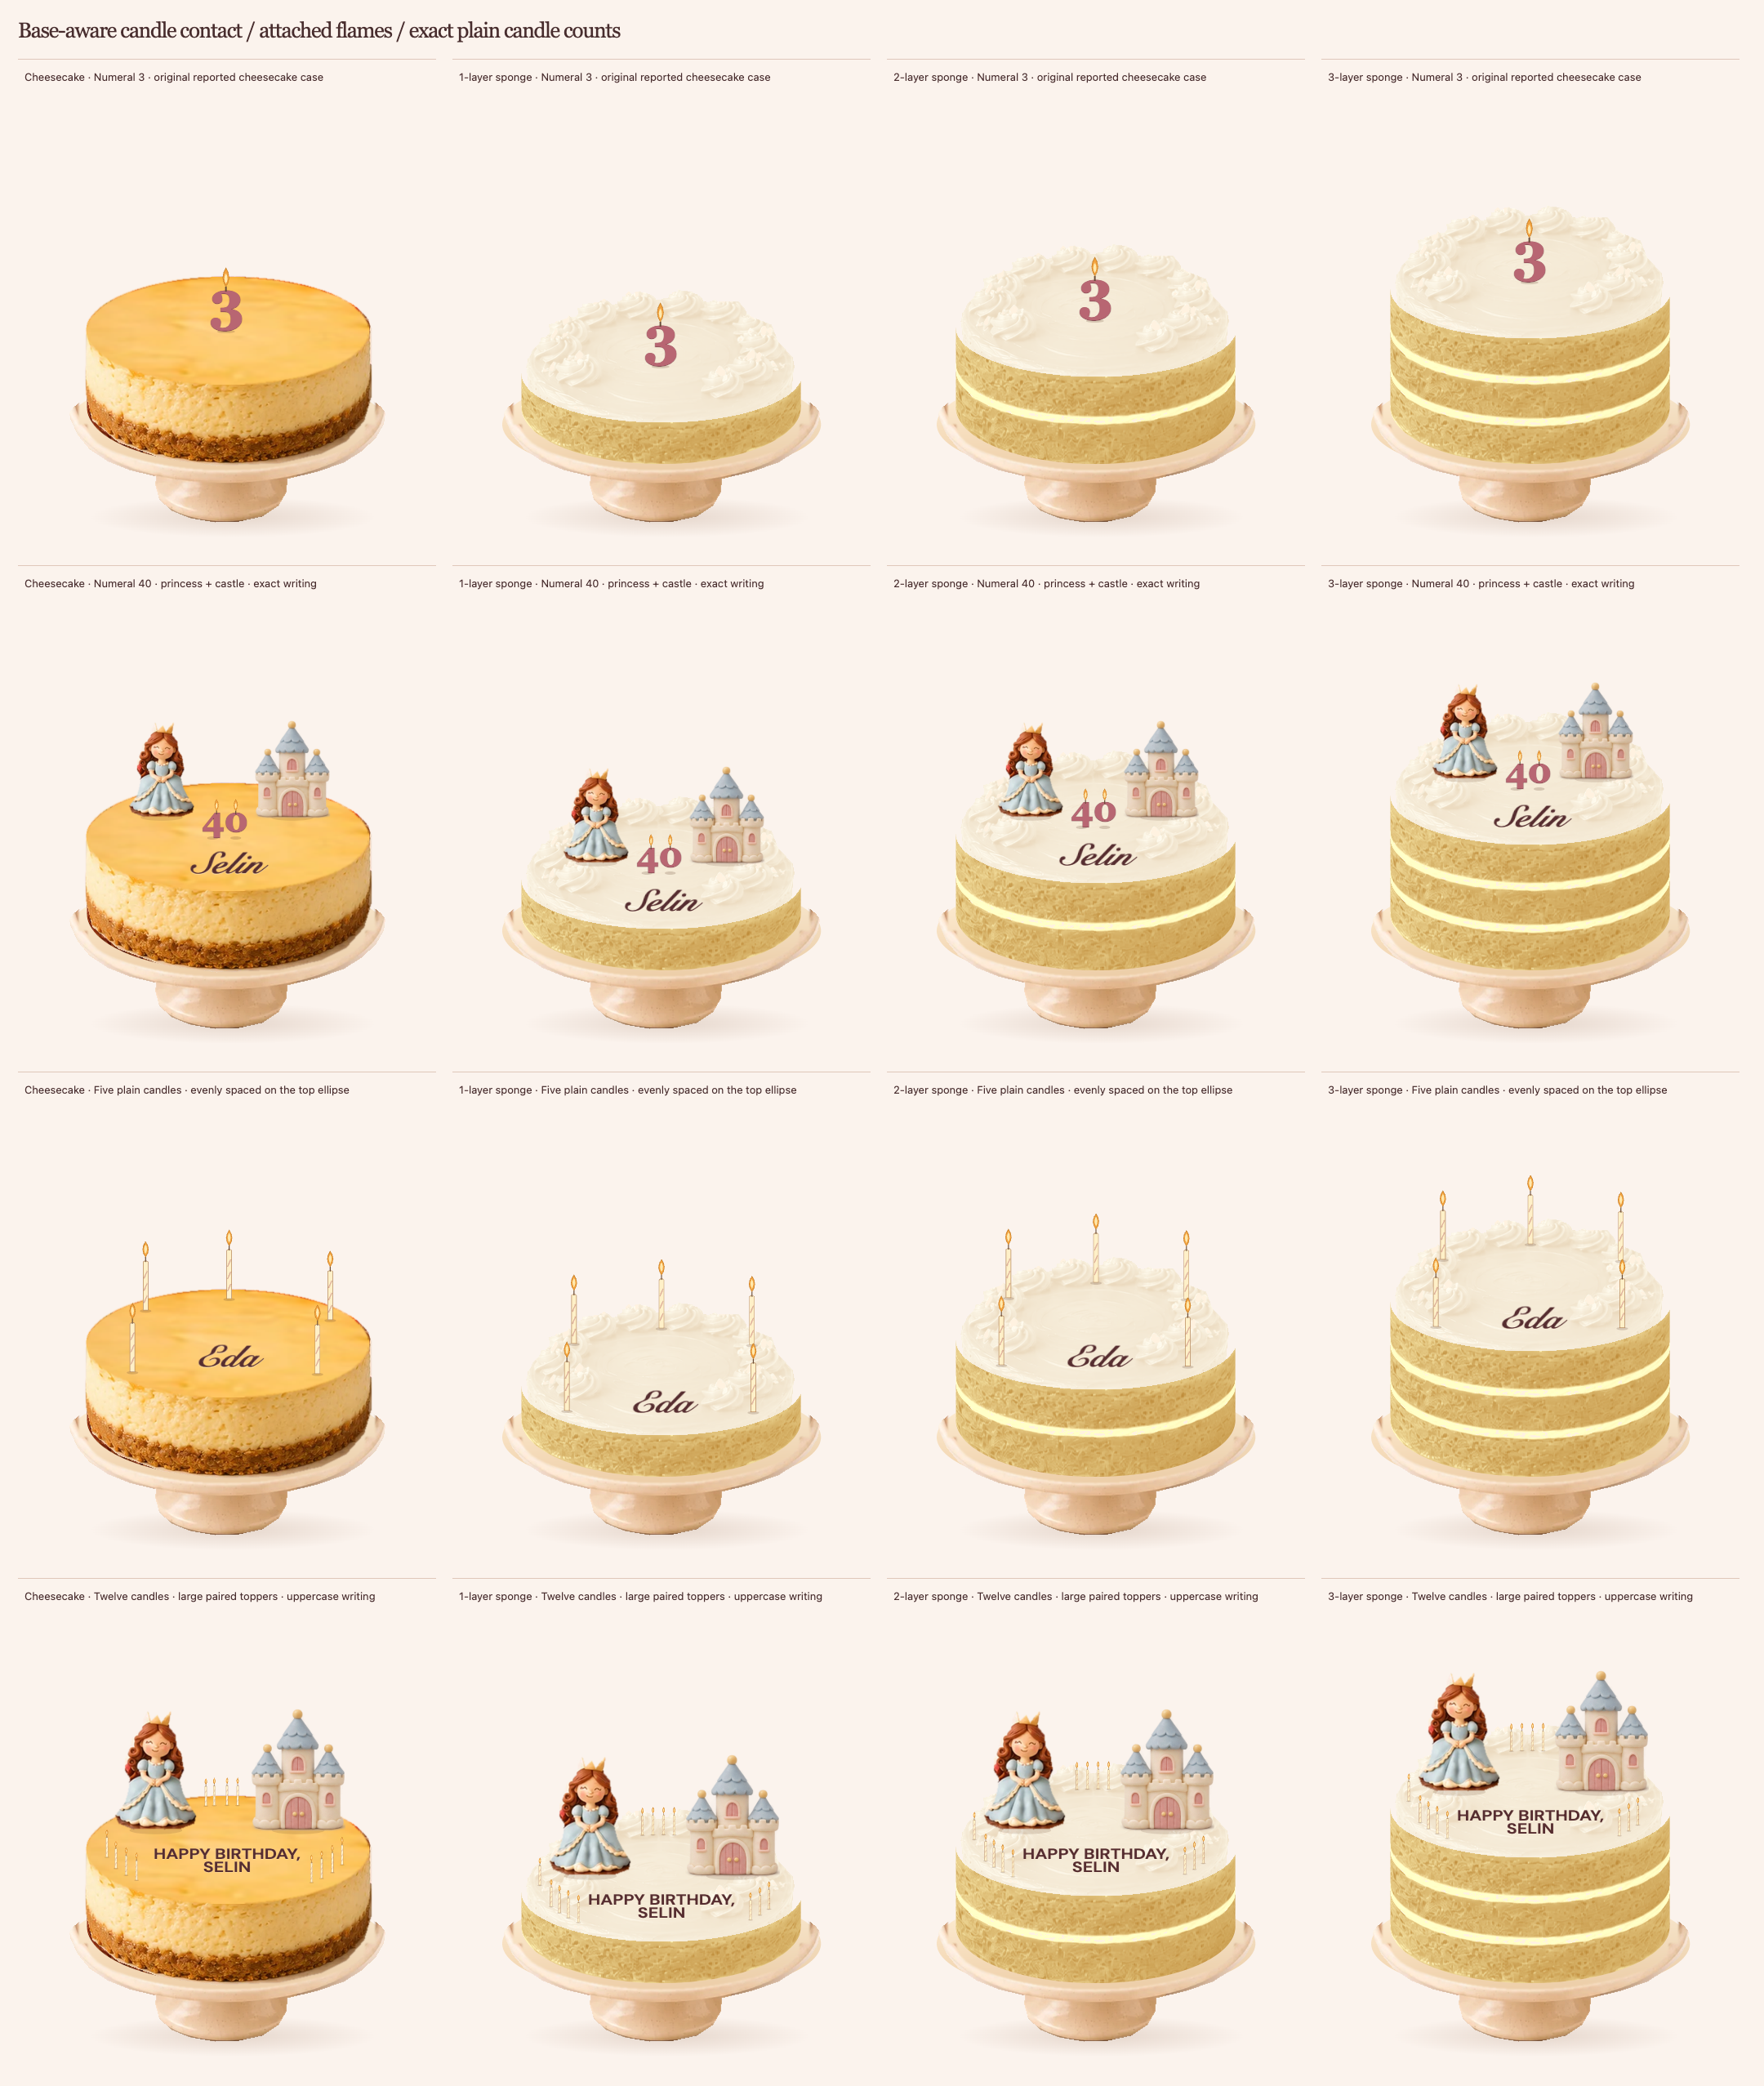 Base-aware candle contact / attached flames / exact plain candle counts
Cheesecake · Numeral 3 · original reported cheesecake case
1-layer sponge · Numeral 3 · original reported cheesecake case
2-layer sponge · Numeral 3 · original reported cheesecake case
3-layer sponge · Numeral 3 · original reported cheesecake case
3
3
3
3
Cheesecake · Numeral 40 · princess + castle · exact writing
1-layer sponge · Numeral 40 · princess + castle · exact writing
2-layer sponge · Numeral 40 · princess + castle · exact writing
3-layer sponge · Numeral 40 · princess + castle · exact writing
40
Selin
40
Selin
40
Selin
40
Selin
Cheesecake · Five plain candles · evenly spaced on the top ellipse
1-layer sponge · Five plain candles · evenly spaced on the top ellipse
2-layer sponge · Five plain candles · evenly spaced on the top ellipse
3-layer sponge · Five plain candles · evenly spaced on the top ellipse
Eda
Eda
Eda
Eda
Cheesecake · Twelve candles · large paired toppers · uppercase writing
1-layer sponge · Twelve candles · large paired toppers · uppercase writing
2-layer sponge · Twelve candles · large paired toppers · uppercase writing
3-layer sponge · Twelve candles · large paired toppers · uppercase writing
HAPPY BIRTHDAY,
SELIN
HAPPY BIRTHDAY,
SELIN
HAPPY BIRTHDAY,
SELIN
HAPPY BIRTHDAY,
SELIN